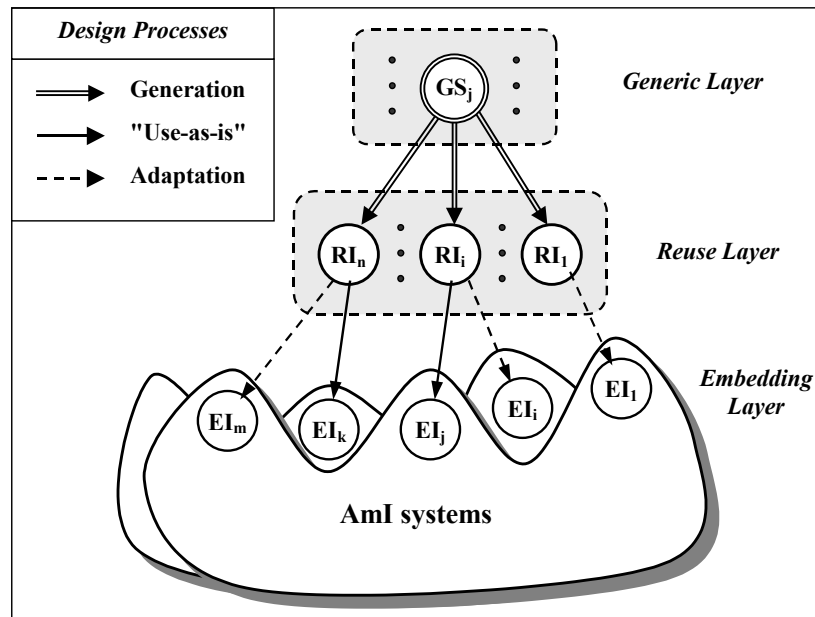 Design Processes
Generation
"Use-as-is"
Adaptation
GSj
Generic Layer
RIn
RIi
RI1
Reuse Layer
EIm
EIk
EIj
EIi
EI1
Embedding
Layer
AmI systems